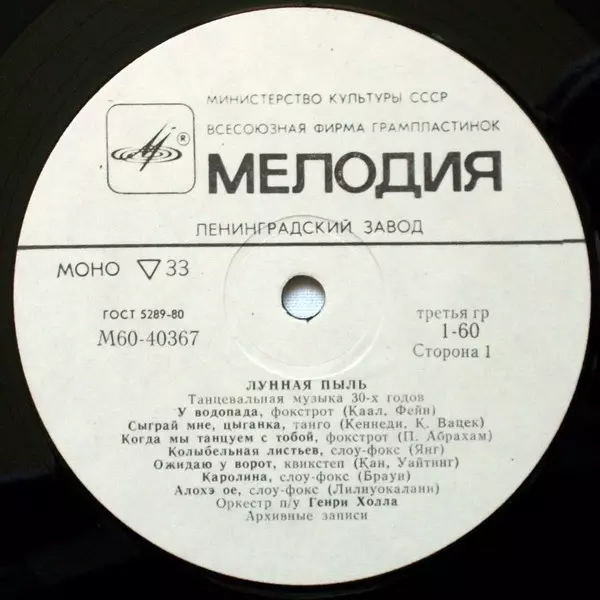 МИНИСТЕРСТВО КУЛЬТУРЫ СССР
ВСЕСОЮЗНАЯ ФИРМА ГРАМПЛАСТИНОК
®
МЕЛОДИЯ
ЛЕНИНГРАДСКИЙ ЗАВОД
МОНО ▽ 33
ГОСТ 5289-80
М60-40367
третья гр
1-60
Сторона 1
ЛУННАЯ ПЫЛЬ
Танцевальная музыка 30-х годов
У водопада, фокстрот (Каал, Фейн)
Сыграй мне, цыганка, танго (Кеннеди, К. Вацек)
Когда мы танцуем с тобой, фокстрот (П. Абрахам)
Колыбельная листьев, слоу-фокс (Янг)
Ожидаю у ворот, квикстеп (Кан, Уайтинг)
Каролина, слоу-фокс (Браун)
Алохэ ое, слоу-фокс (Лилиуокалани)
Оркестр п/у Генри Холла
Архивные записи